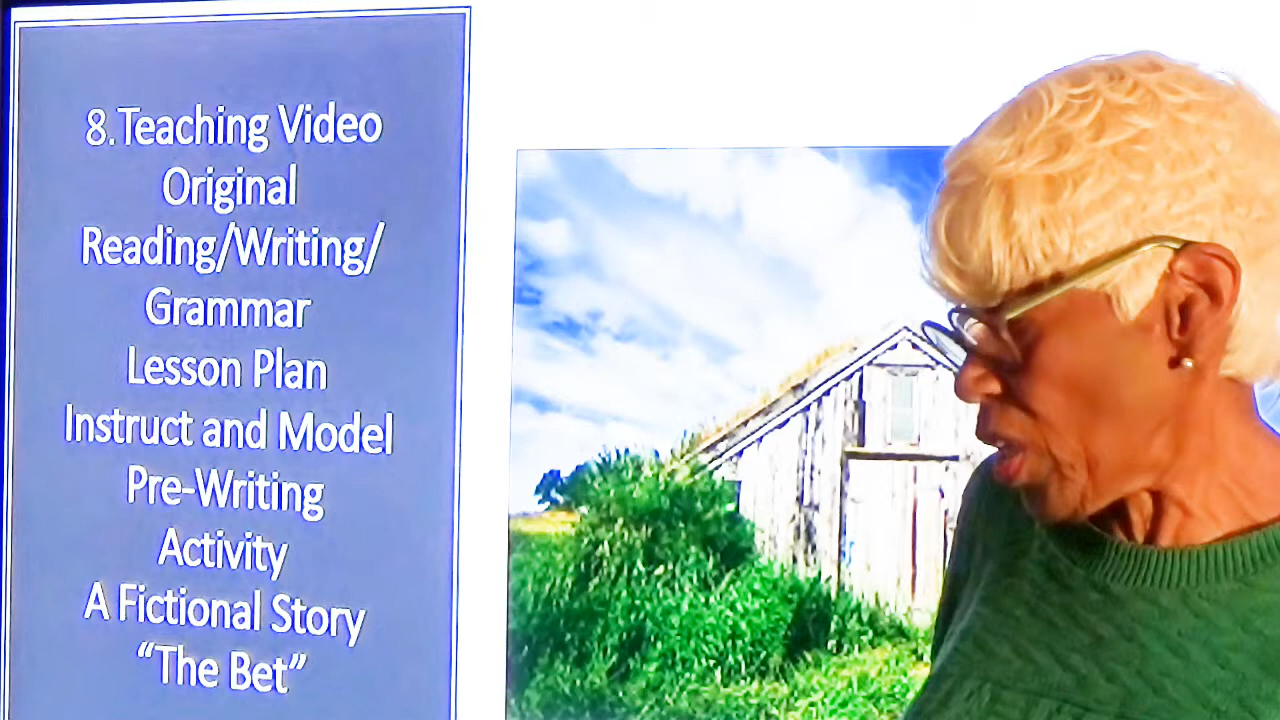 8.Teaching Video
Original
Reading/Writing/
Grammar
Lesson Plan
Instruct and Model
Pre-Writing
Activity
A Fictional Story
“The Bet”